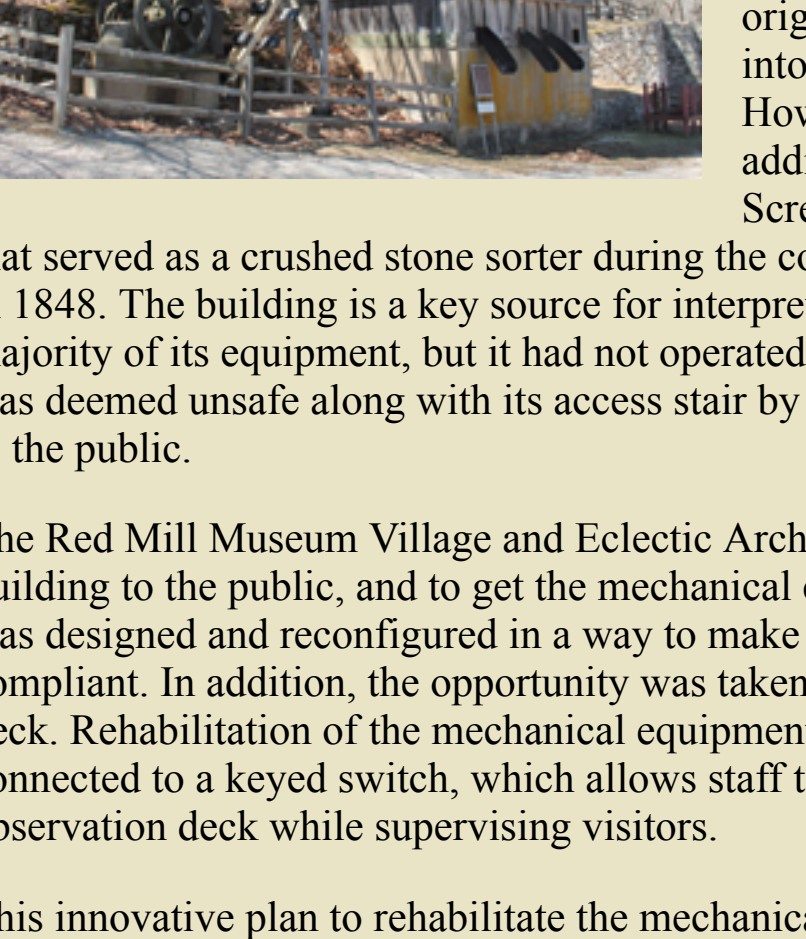 orig
into
How
addi
Scre
at served as a crushed stone sorter during the co
1848. The building is a key source for interpre
ajority of its equipment, but it had not operated
as deemed unsafe along with its access stair by
the public.
he Red Mill Museum Village and Eclectic Arch
uilding to the public, and to get the mechanical
as designed and reconfigured in a way to make
ompliant. In addition, the opportunity was taken
eck. Rehabilitation of the mechanical equipment
onnected to a keyed switch, which allows staff t
bservation deck while supervising visitors.
his innovative plan to rehabilitate the mechanica